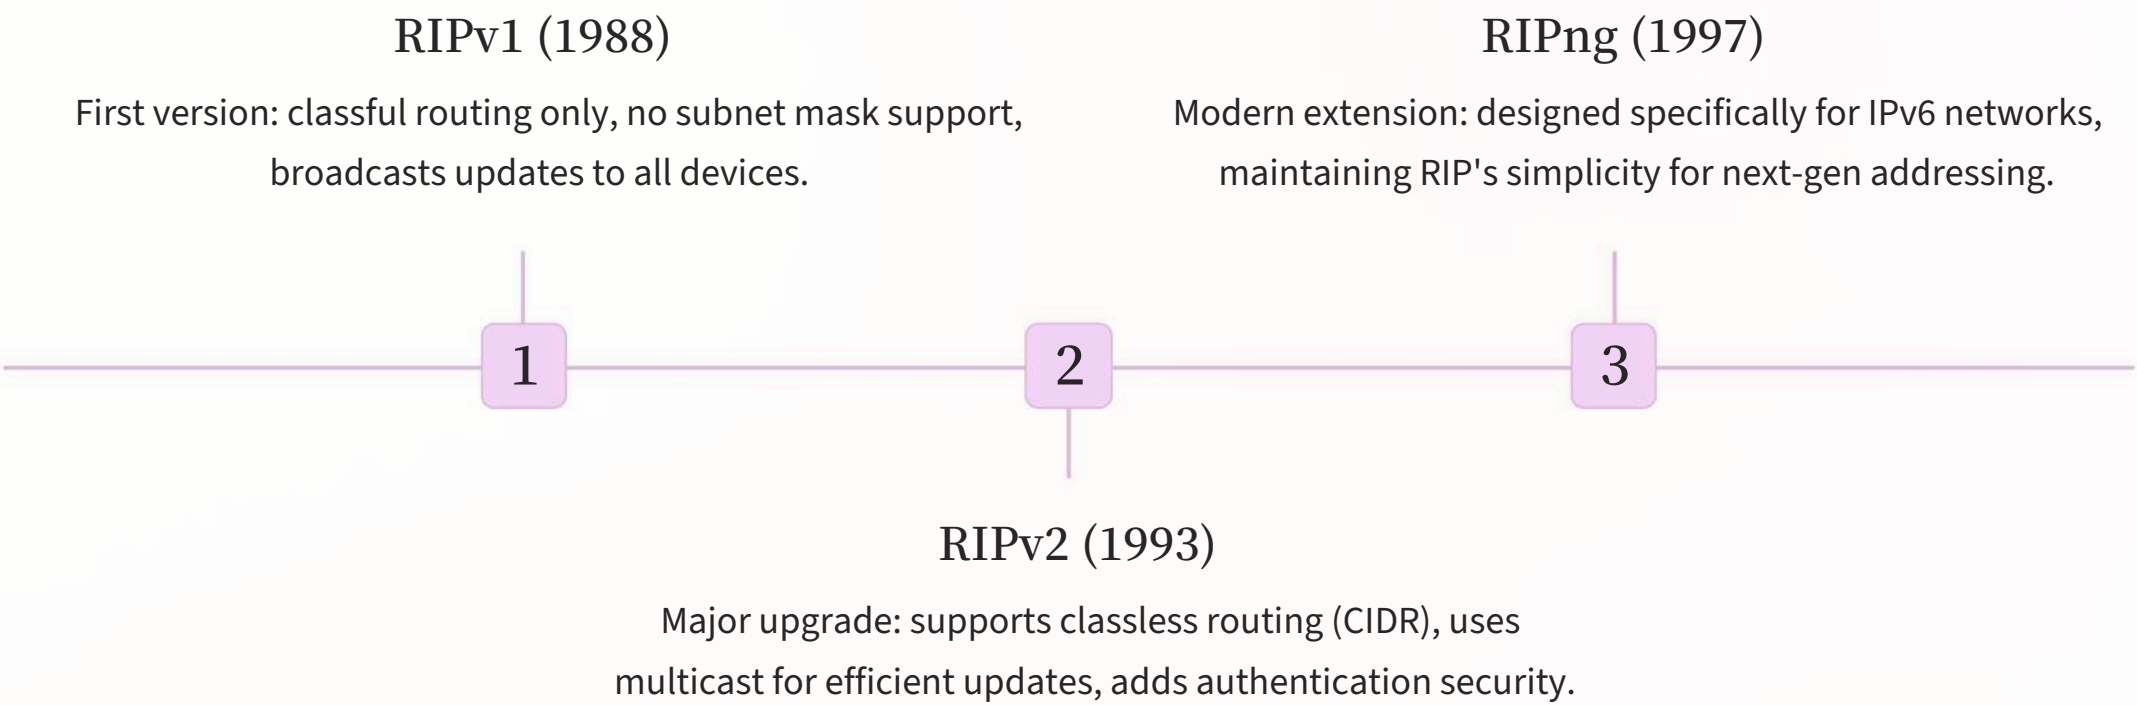 RIPv1 (1988)
First version: classful routing only, no subnet mask support,
broadcasts updates to all devices.
RIPng (1997)
Modern extension: designed specifically for IPv6 networks,
maintaining RIP's simplicity for next-gen addressing.
1
2
3
RIPv2 (1993)
Major upgrade: supports classless routing (CIDR), uses
multicast for efficient updates, adds authentication security.